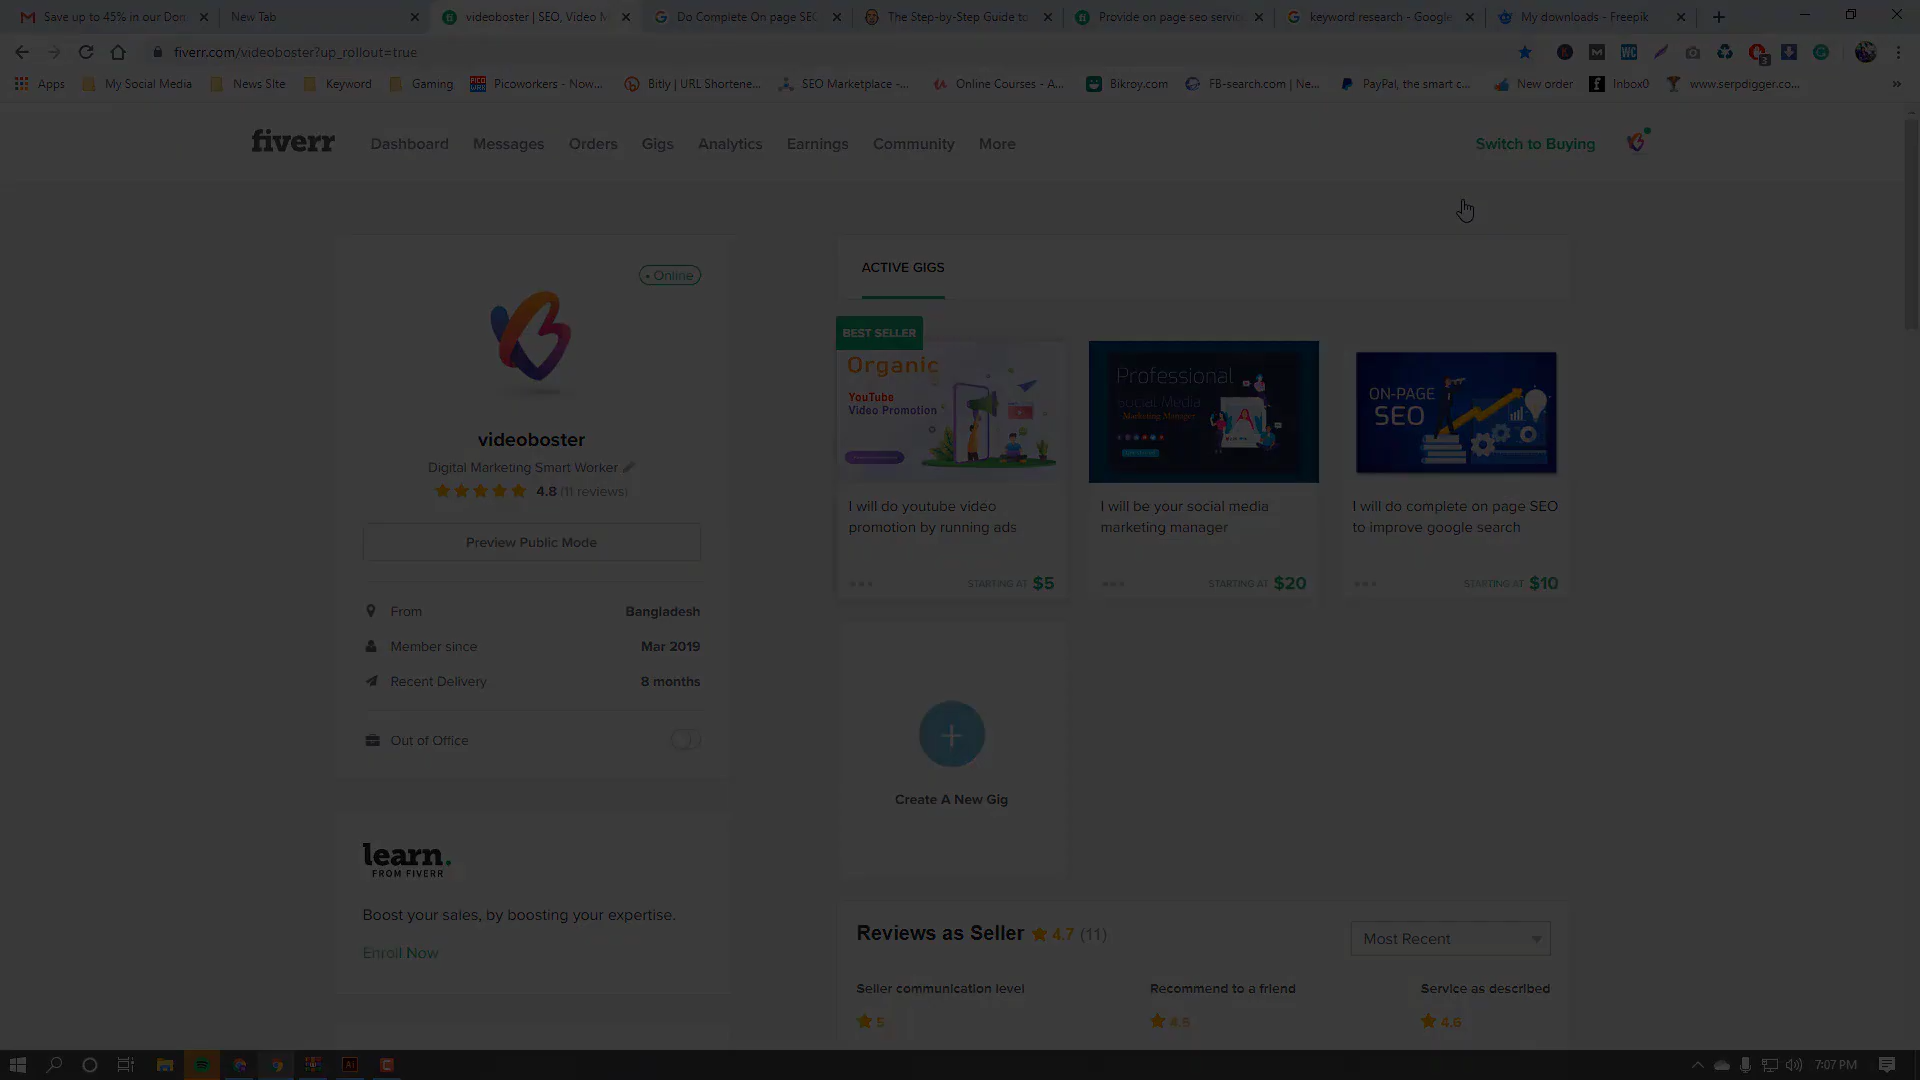 Save up to 45% in our Dom
New Tab
videoboster | SEO, Video M
Do Complete On page SEO
The Step-by-Step Guide to
Provide on page seo servic
keyword research - Google
My downloads - Freepik
fiverr.com/videoboster?up_rollout=true
Apps
My Social Media
News SIte
Keyword
Gaming
Picoworkers - Now...
Bitly | URL Shortene...
SEO Marketplace -...
Online Courses - A...
Bikroy.com
FB-search.com | Ne...
PayPal, the smart c...
New order
Inbox0
www.serpdigger.co...
fiverr
Dashboard
Messages
Orders
Gigs
Analytics
Earnings
Community
More
Switch to Buying
• Online
videoboster
Digital Marketing Smart Worker
4.8 (11 reviews)
Preview Public Mode
From Bangladesh
Member since Mar 2019
Recent Delivery 8 months
Out of Office
learn.
FROM FIVERR
Boost your sales, by boosting your expertise.
Enroll Now
ACTIVE GIGS
BEST SELLER
Organic
YouTube
Video Promotion
I will do youtube video
promotion by running ads
STARTING AT $5
Professional
Social Media
Marketing Manager
I will be your social media
marketing manager
STARTING AT $20
ON-PAGE
SEO
I will do complete on page SEO
to improve google search
STARTING AT $10
Create A New Gig
Reviews as Seller 4.7 (11)
Most Recent
Seller communication level
5
Recommend to a friend
Service as described
7:07 PM